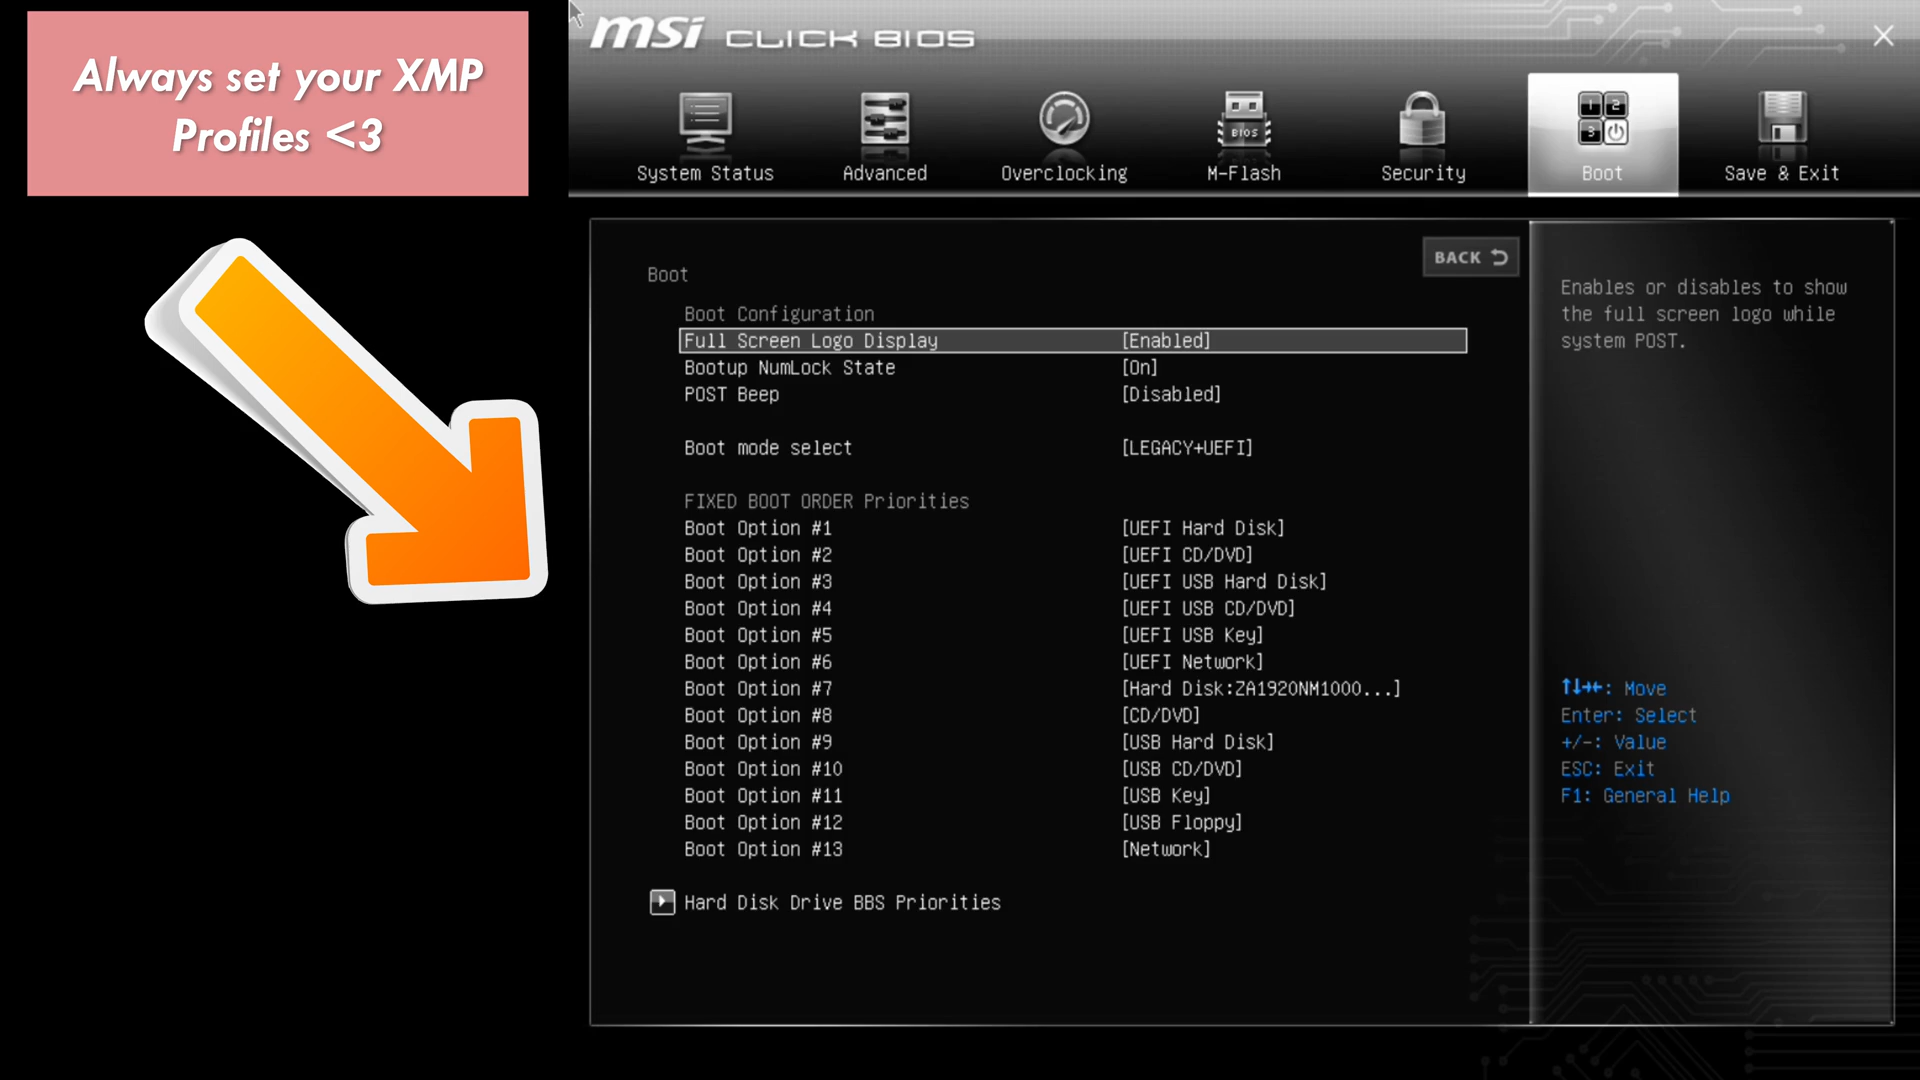 Always set your XMP
Profiles <3
msi CLICK BIOS
System Status
Advanced
Overclocking
BIOS
M-Flash
Security
1 2
3
Boot
Save & Exit
BACK
Boot
Boot Configuration
Full Screen Logo Display [Enabled]
Bootup NumLock State [On]
POST Beep [Disabled]
Boot mode select [LEGACY+UEFI]
FIXED BOOT ORDER Priorities
Boot Option #1 [UEFI Hard Disk]
Boot Option #2 [UEFI CD/DVD]
Boot Option #3 [UEFI USB Hard Disk]
Boot Option #4 [UEFI USB CD/DVD]
Boot Option #5 [UEFI USB Key]
Boot Option #6 [UEFI Network]
Boot Option #7 [Hard Disk:ZA1920NM1000...]
Boot Option #8 [CD/DVD]
Boot Option #9 [USB Hard Disk]
Boot Option #10 [USB CD/DVD]
Boot Option #11 [USB Key]
Boot Option #12 [USB Floppy]
Boot Option #13 [Network]
Hard Disk Drive BBS Priorities
Enables or disables to show
the full screen logo while
system POST.
↑↓→←: Move
Enter: Select
+/-: Value
ESC: Exit
F1: General Help